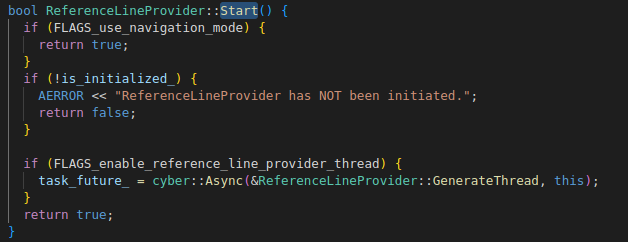 bool ReferenceLineProvider::Start() {
  if (FLAGS_use_navigation_mode) {
    return true;
  }
  if (!is_initialized_) {
    AERROR << "ReferenceLineProvider has NOT been initiated.";
    return false;
  }

  if (FLAGS_enable_reference_line_provider_thread) {
    task_future_ = cyber::Async(&ReferenceLineProvider::GenerateThread, this);
  }
  return true;
}